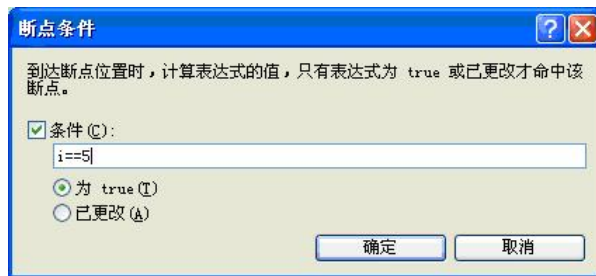 断点条件
到达断点位置时，计算表达式的值，只有表达式为 true 或已更改才命中该
断点。
条件(C):
i==5
为 true(T)
已更改(A)
确定 取消